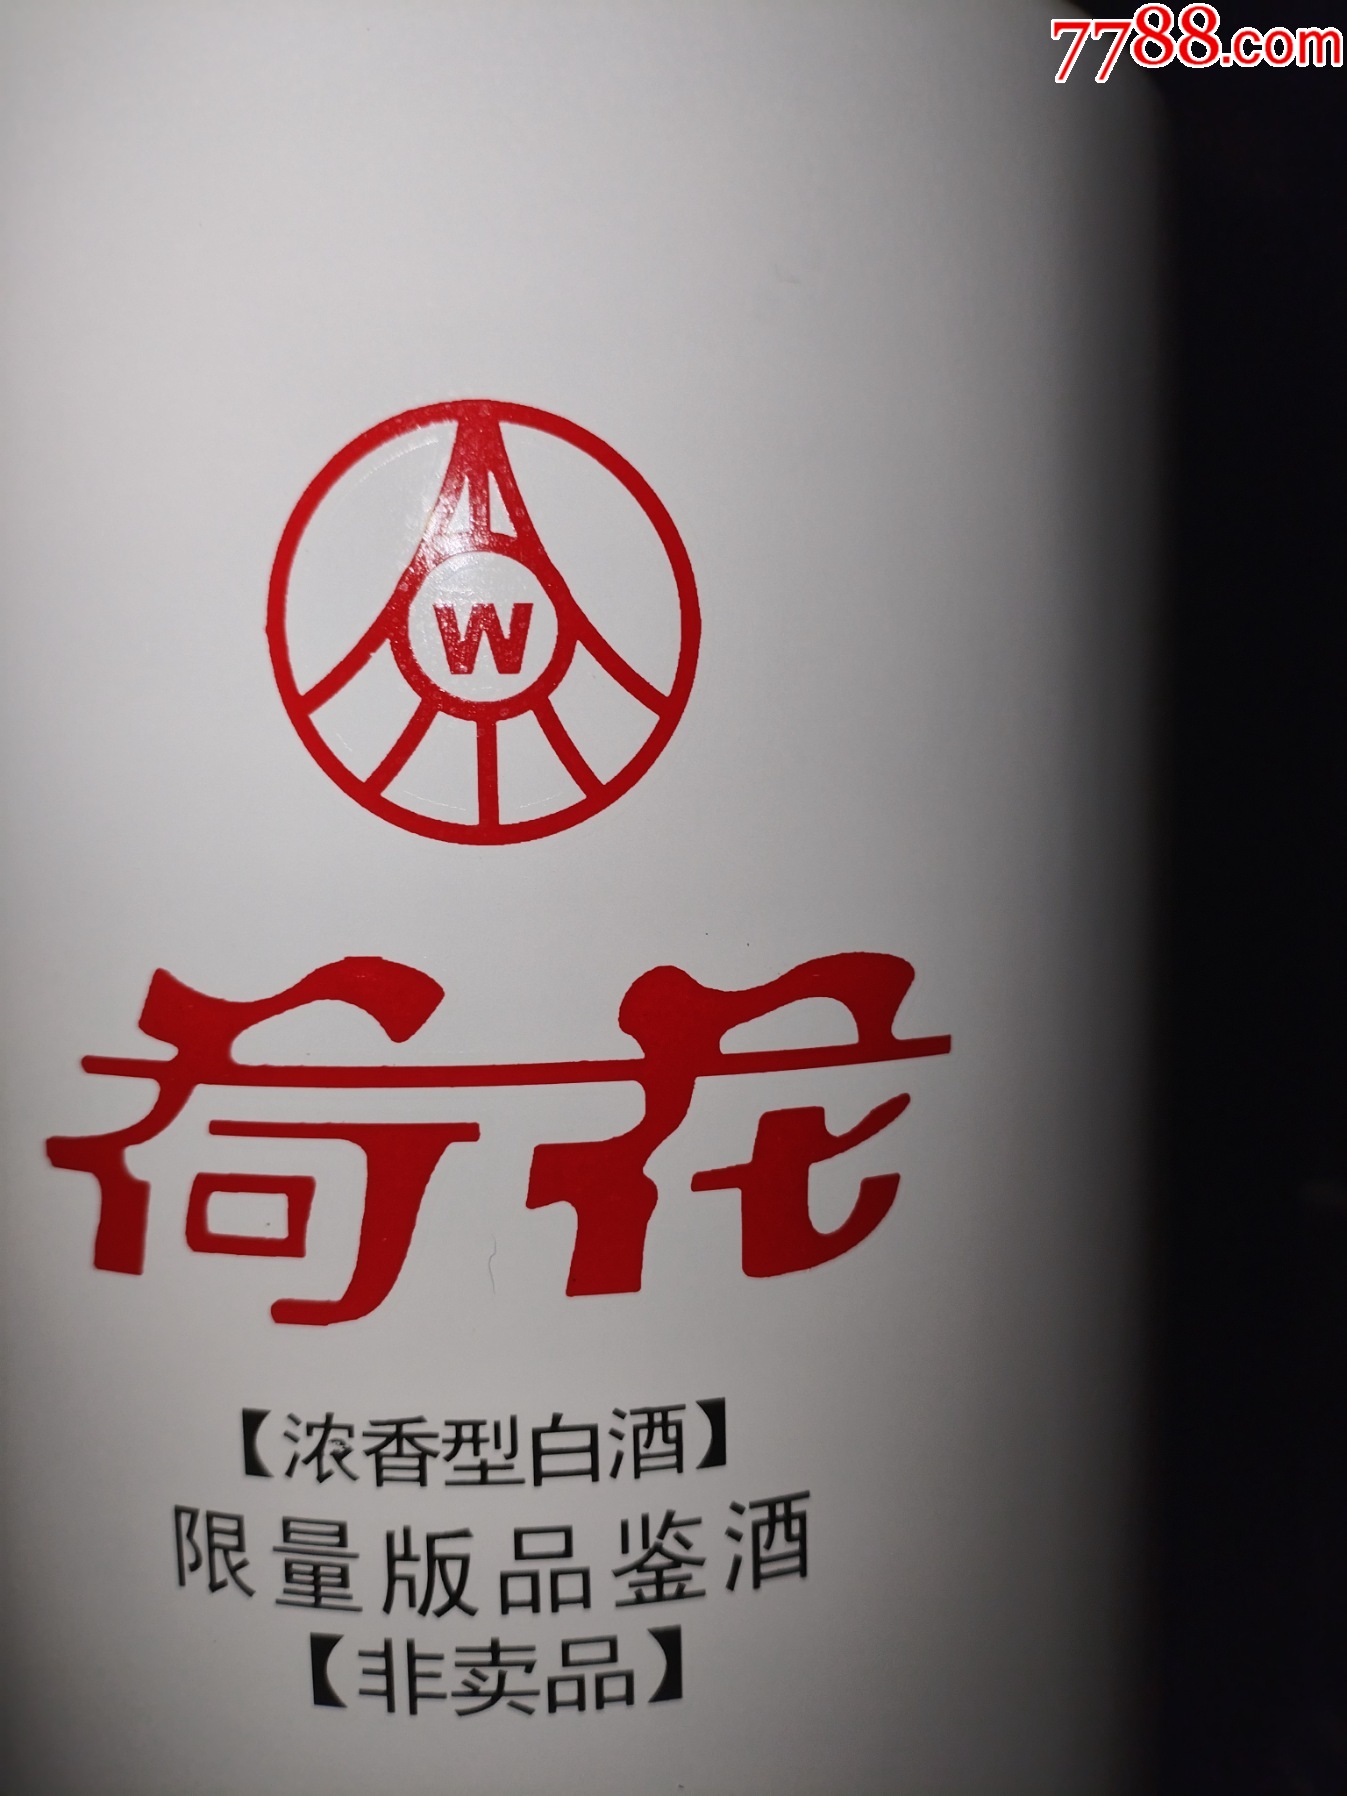 7788.com
W
荷花
【浓香型白酒】
限量版品鉴酒
【非卖品】